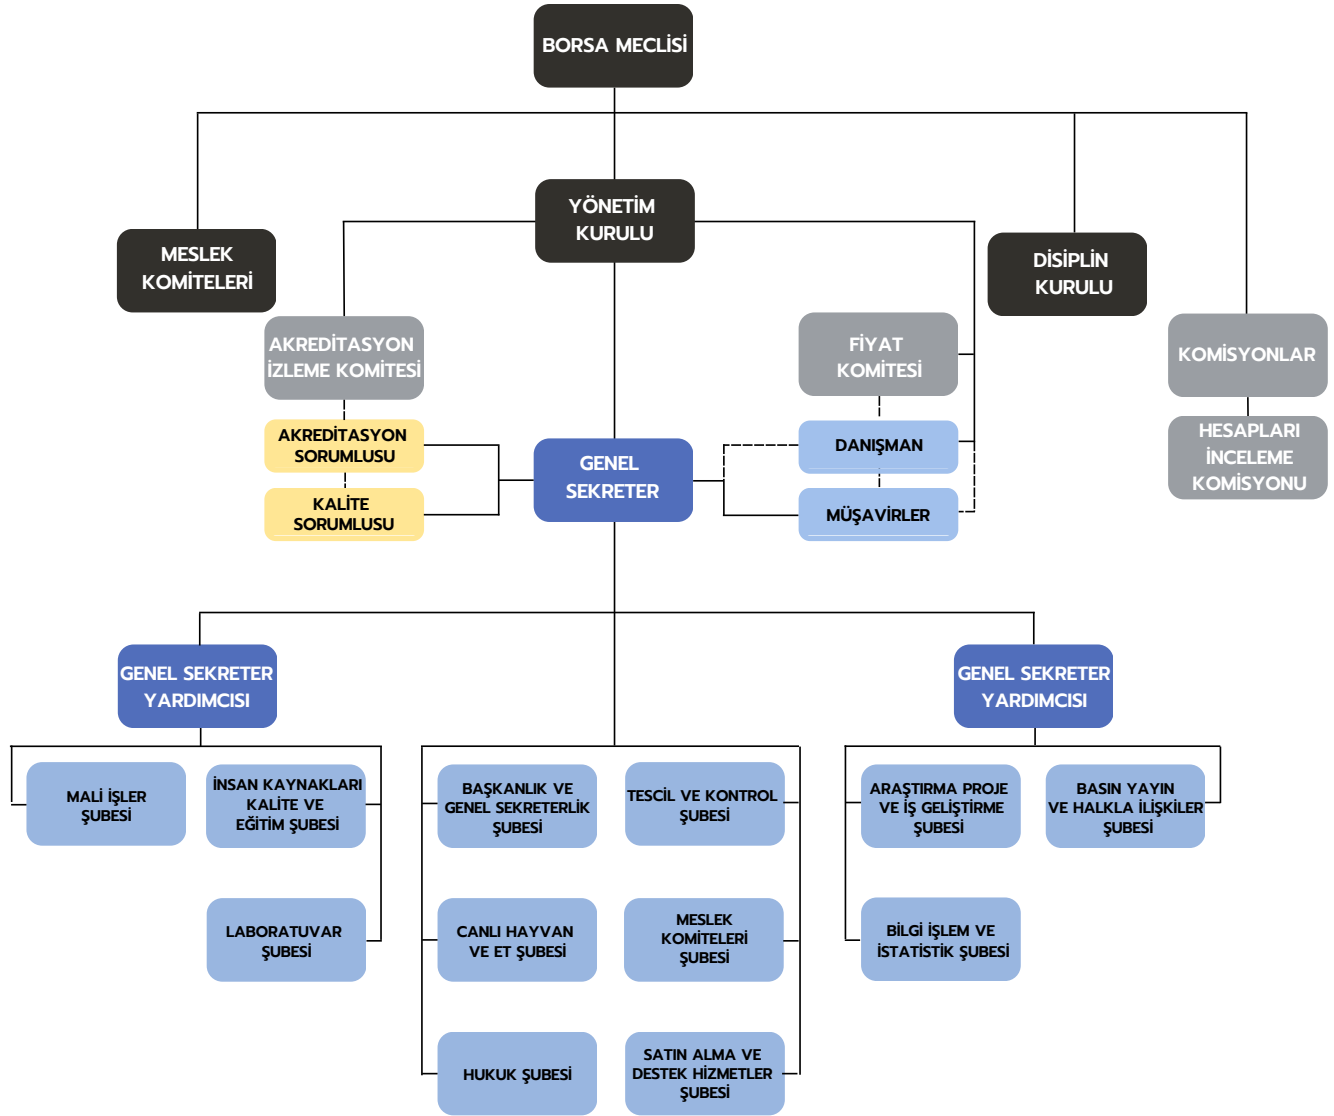 BORSA MECLİSİ
YÖNETİM
KURULU
MESLEK
KOMİTELERİ
DİSİPLİN
KURULU
AKREDİTASYON
İZLEME KOMİTESİ
FİYAT
KOMİTESİ
KOMİSYONLAR
AKREDİTASYON
SORUMLUSU
KALİTE
SORUMLUSU
GENEL
SEKRETER
DANIŞMAN
MÜŞAVİRLER
HESAPLARI
İNCELEME
KOMİSYONU
GENEL SEKRETER
YARDIMCISI
GENEL SEKRETER
YARDIMCISI
MALİ İŞLER
ŞUBESİ
İNSAN KAYNAKLARI
KALİTE VE
EĞİTİM ŞUBESİ
BAŞKANLIK VE
GENEL SEKRETERLİK
ŞUBESİ
TESCİL VE KONTROL
ŞUBESİ
ARAŞTIRMA PROJE
VE İŞ GELİŞTİRME
ŞUBESİ
BASIN YAYIN
VE HALKLA İLİŞKİLER
ŞUBESİ
LABORATUVAR
ŞUBESİ
CANLI HAYVAN
VE ET ŞUBESİ
MESLEK
KOMİTELERİ
ŞUBESİ
BİLGİ İŞLEM VE
İSTATİSTİK ŞUBESİ
HUKUK ŞUBESİ
SATIN ALMA VE
DESTEK HİZMETLER
ŞUBESİ